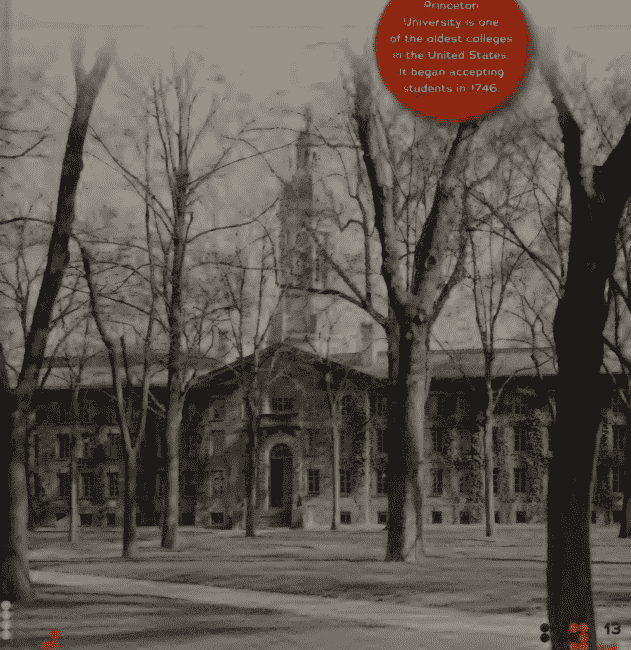 Princeton
University is one
of the oldest colleges
in the United States.
It began accepting
students in 1746.
13